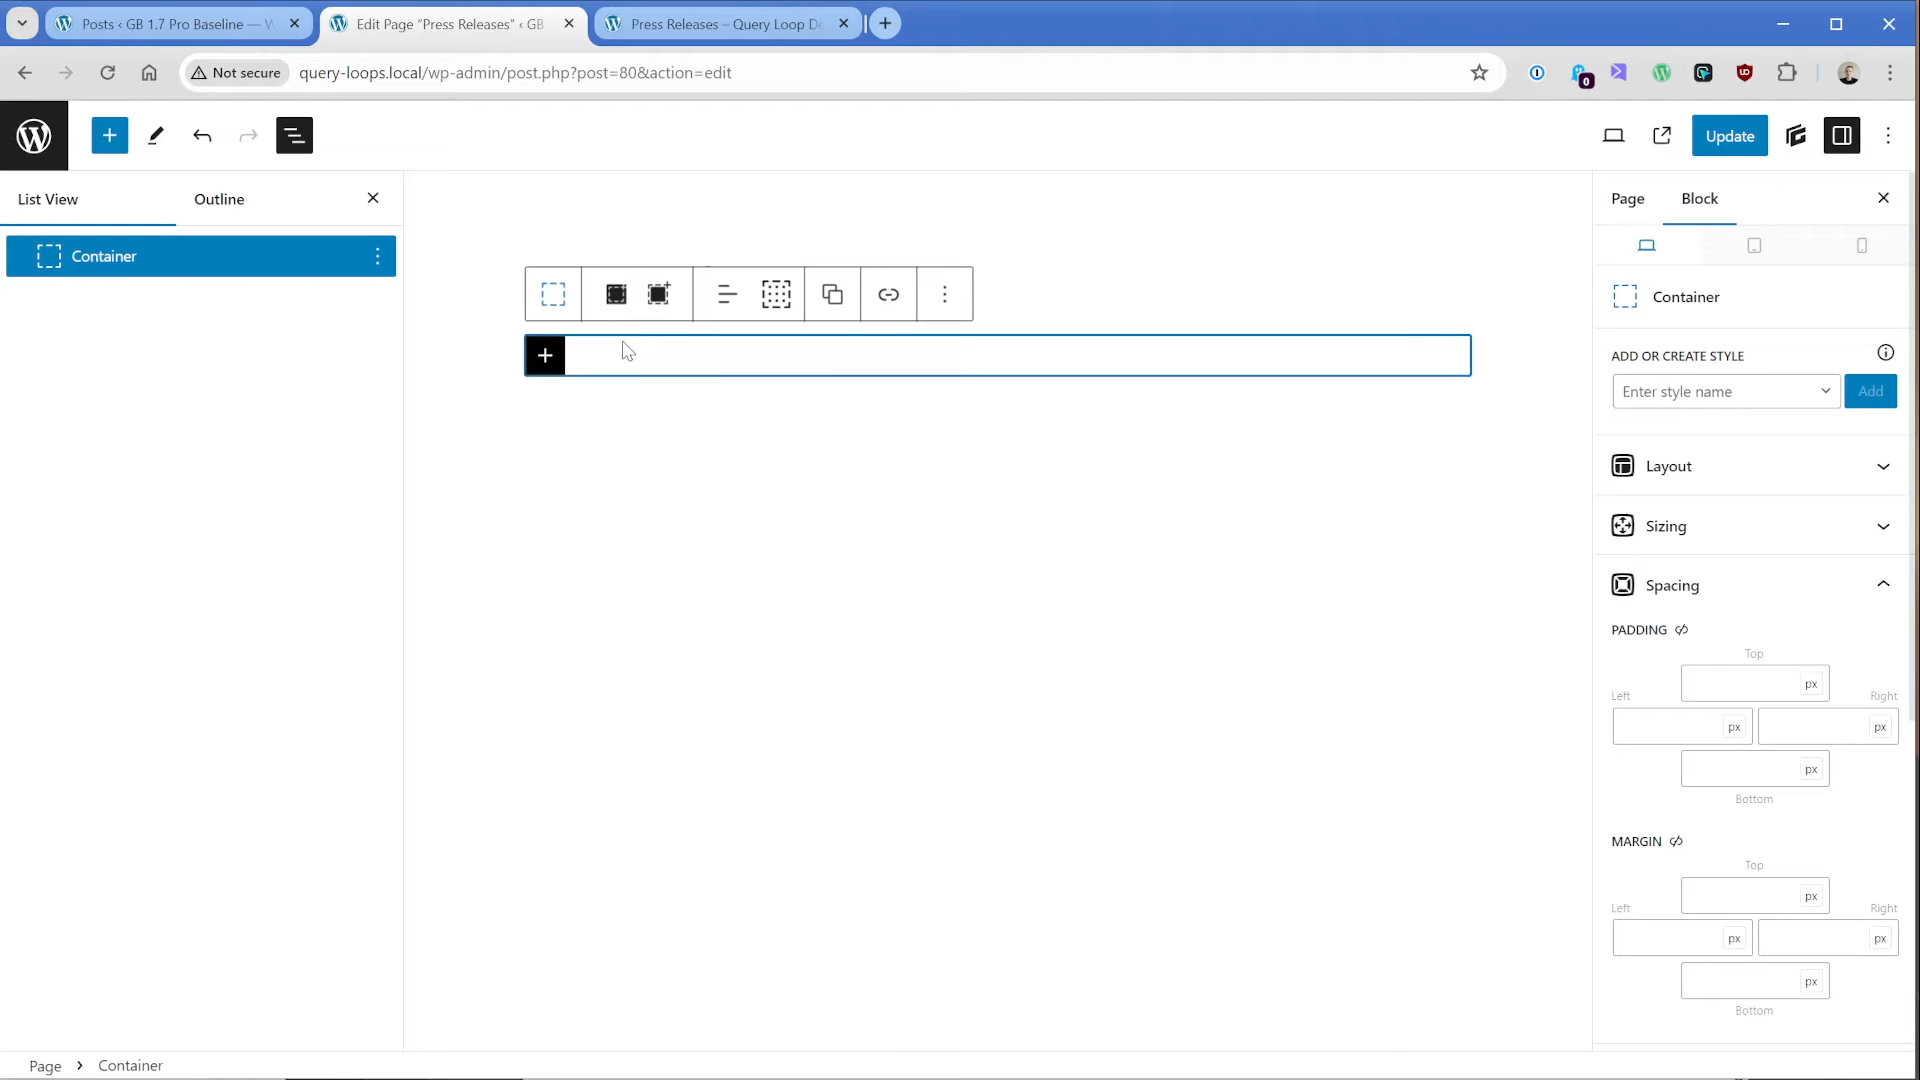 Posts ‹ GB 1.7 Pro Baseline — W
Edit Page “Press Releases” ‹ GB
Press Releases – Query Loop De
Not secure
query-loops.local/wp-admin/post.php?post=80&action=edit
0
Update
List View
Outline
Page
Block
Container
Container
ADD OR CREATE STYLE
Enter style name
Add
Layout
Sizing
Spacing
PADDING
Top
px
Left
Right
px
px
px
Bottom
MARGIN
Top
px
Left
Right
px
px
px
Bottom
Page
Container